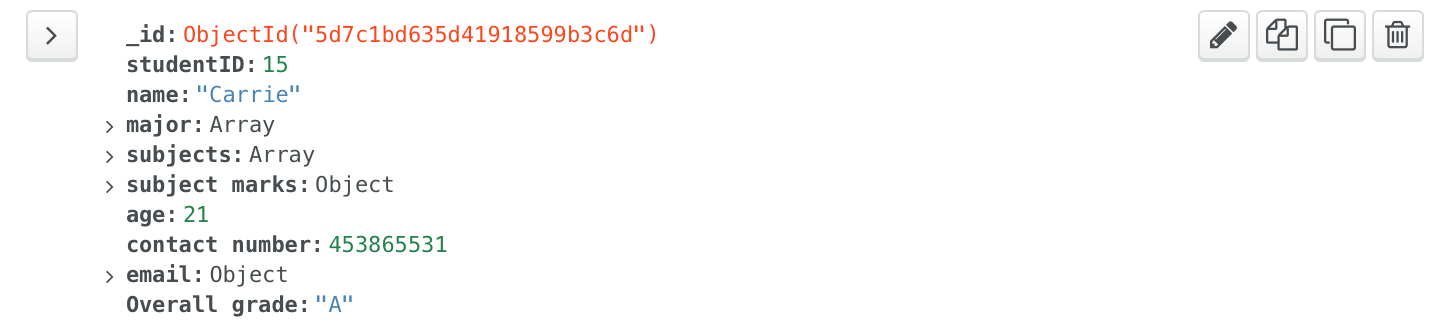 _id: ObjectId("5d7c1bd635d41918599b3c6d")
studentID: 15
name: "Carrie"
major: Array
subjects: Array
subject marks: Object
age: 21
contact number: 453865531
email: Object
Overall grade: "A"